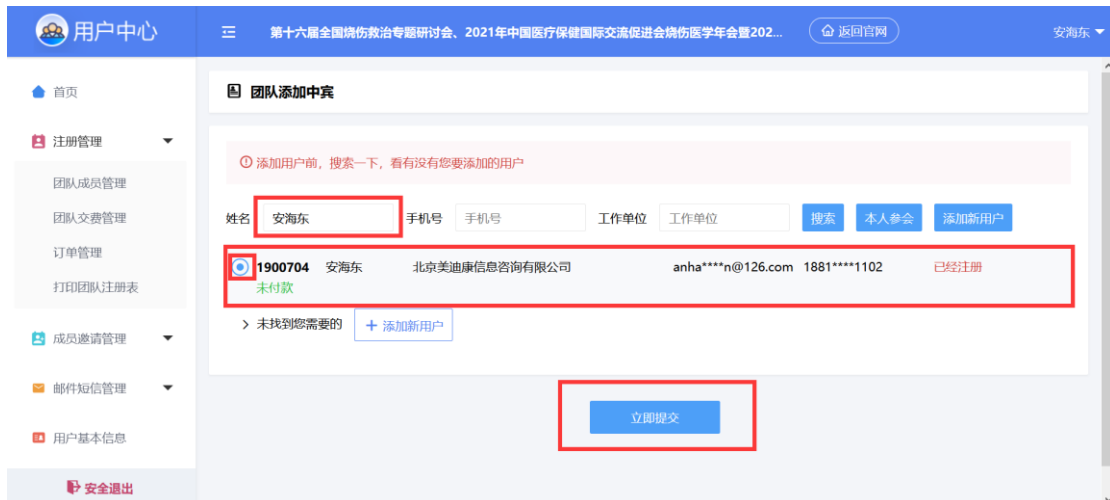 用户中心
第十六届全国烧伤救治专题研讨会、2021年中国医疗保健国际交流促进会烧伤医学年会暨202...
返回官网
安海东
首页
注册管理
团队成员管理
团队交费管理
订单管理
打印团队注册表
成员邀请管理
邮件短信管理
用户基本信息
安全退出
团队添加中宾
添加用户前，搜索一下，看有没有您要添加的用户
姓名 安海东 手机号 手机号 工作单位 工作单位 搜索 本人参会 添加新用户
1900704 安海东 北京美迪康信息咨询有限公司 anha****n@126.com 1881****1102 已经注册
未付款
未找到您需要的 + 添加新用户
立即提交